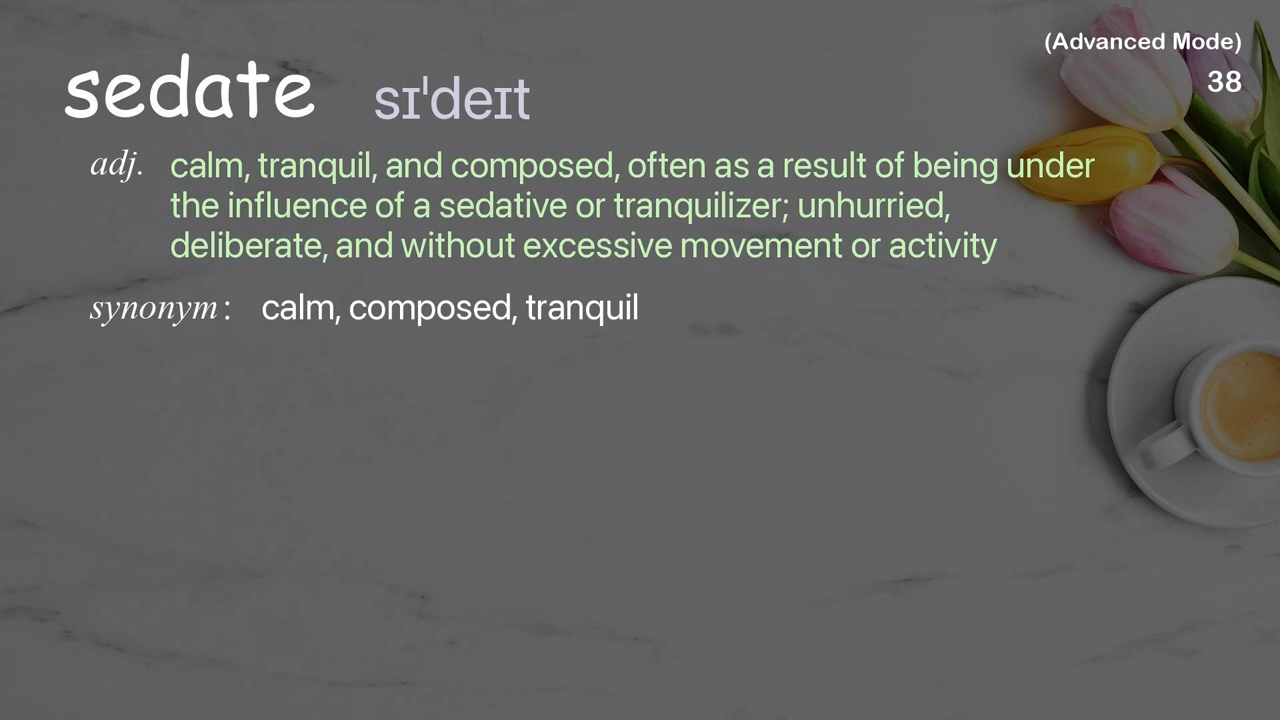 (Advanced Mode)
38
sedate sɪˈdeɪt
adj. calm, tranquil, and composed, often as a result of being under
the influence of a sedative or tranquilizer; unhurried,
deliberate, and without excessive movement or activity
synonym: calm, composed, tranquil